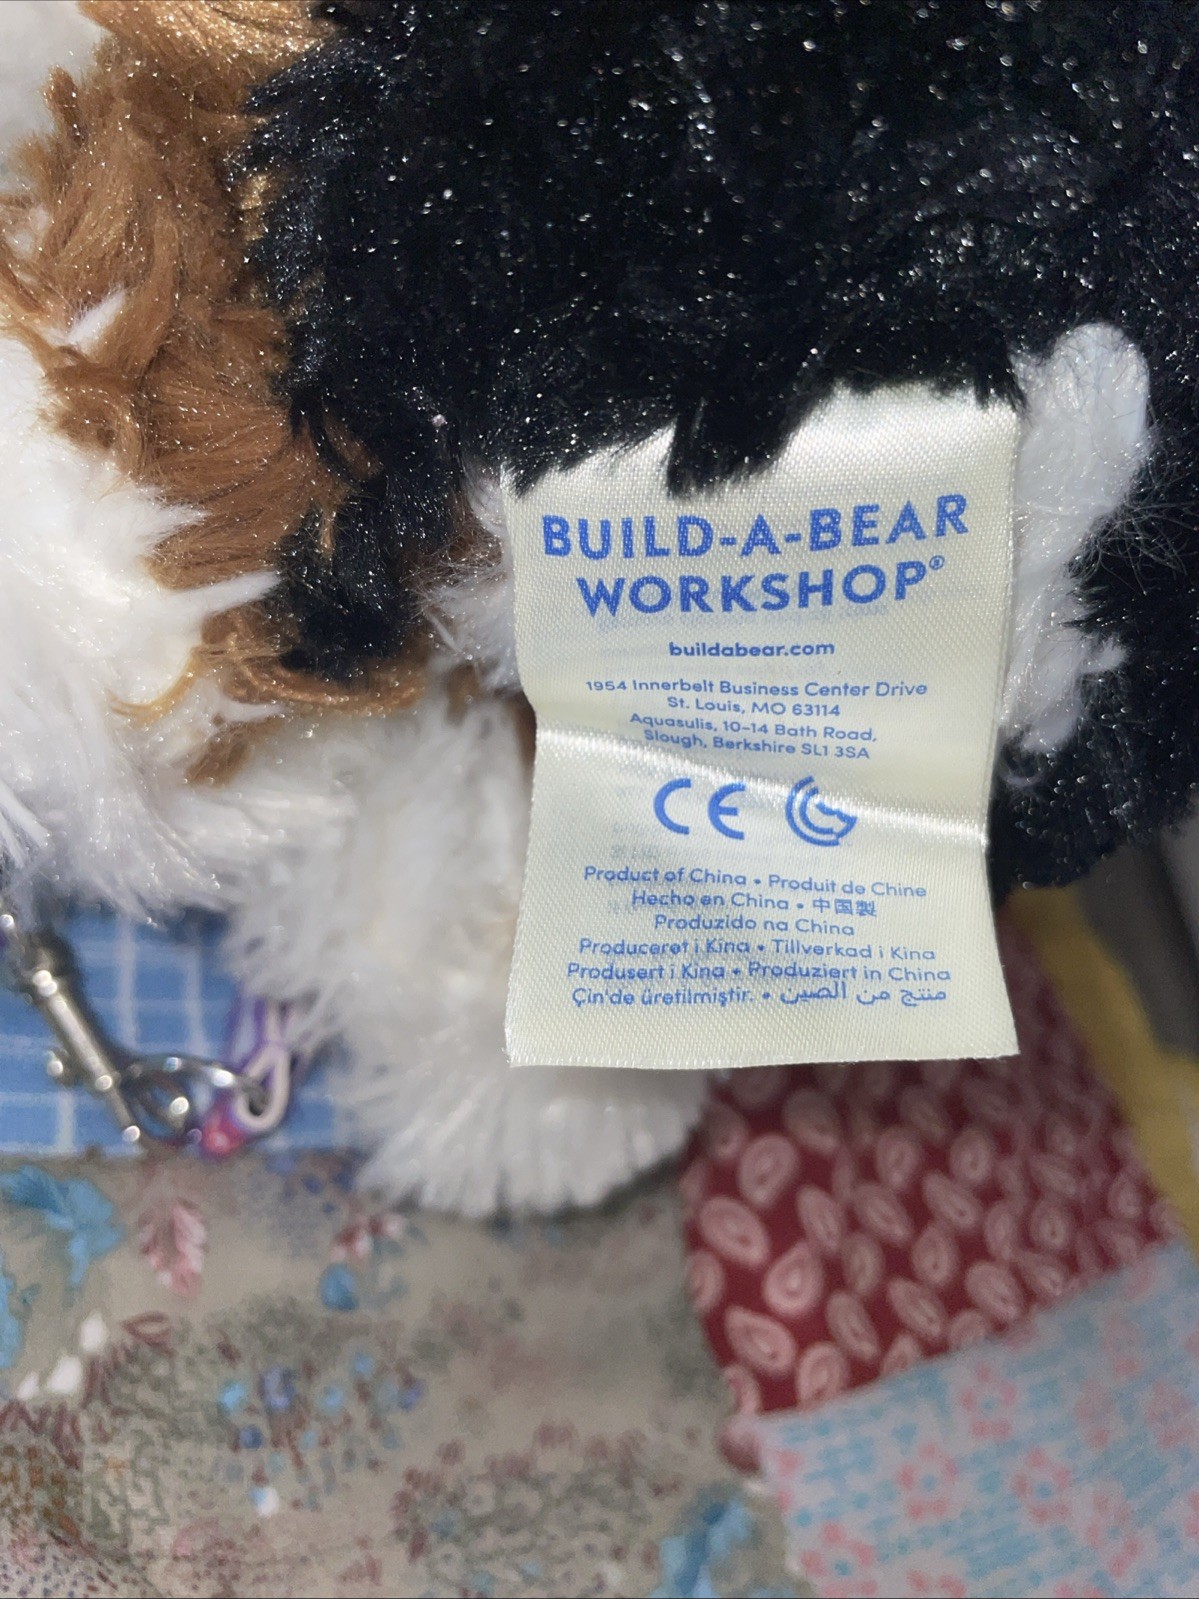 BUILD-A-BEAR
WORKSHOP®
buildabear.com
1954 Innerbelt Business Center Drive
St. Louis, MO 63114
Aquasulis, 10-14 Bath Road,
Slough, Berkshire SL1 3SA
CE
Product of China • Produit de Chine
Hecho en China • 中国製
Produzido na China
Produceret i Kina • Tillverkad i Kina
Produsert i Kina • Produziert in China
Çin'de üretilmiştir. • منتج من الصين